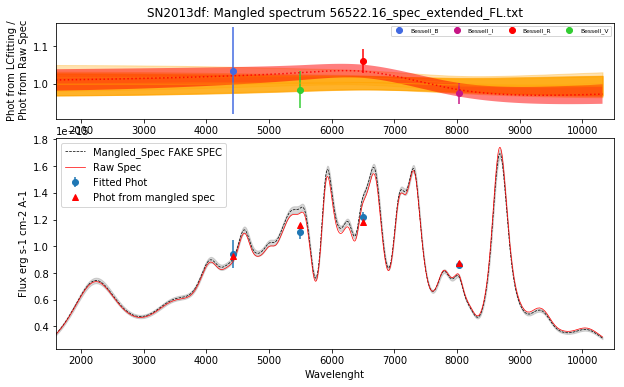 SN2013df: Mangled spectrum 56522.16_spec_extended_FL.txt
Phot from LCfitting /
Phot from Raw Spec
1.1
1.0
Bessell_B
Bessell_I
Bessell_R
Bessell_V
2000 3000 4000 5000 6000 7000 8000 9000 10000
Flux erg s-1 cm-2 A-1
1.8
1.6
1.4
1.2
1.0
0.8
0.6
0.4
Mangled_Spec FAKE SPEC
Raw Spec
Fitted Phot
Phot from mangled spec
2000 3000 4000 5000 6000 7000 8000 9000 10000
Wavelenght